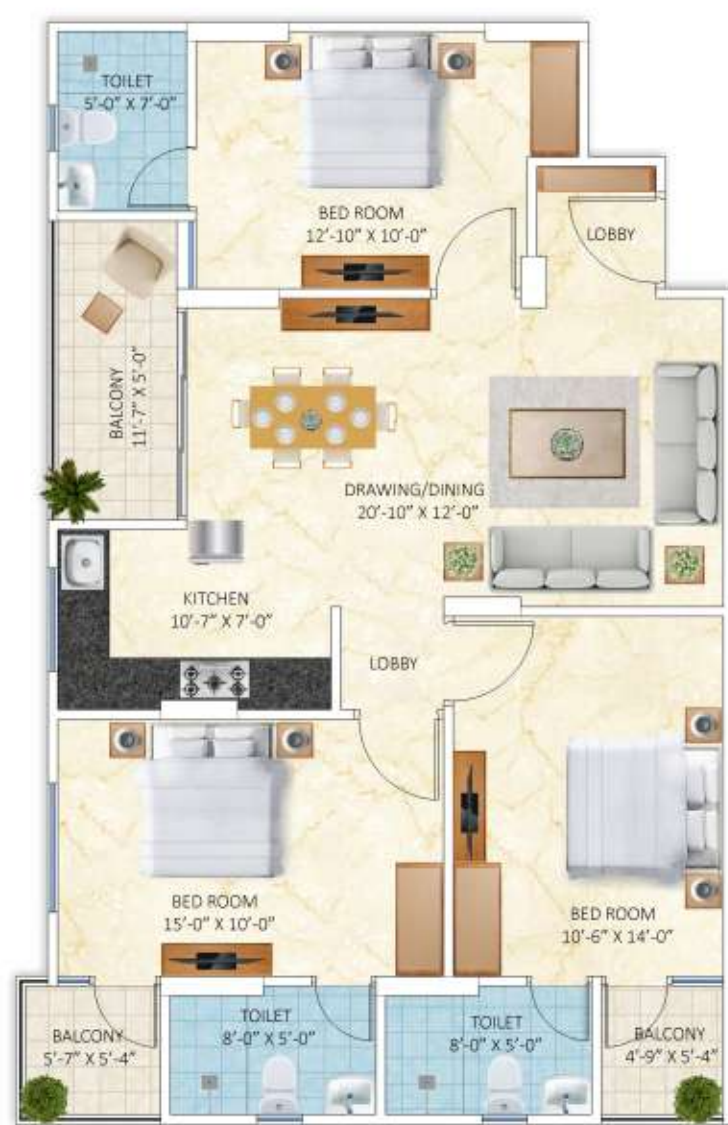 TOILET
5'-0" X 7'-0"
BED ROOM
12'-10" X 10'-0"
LOBBY
BALCONY
11'-7" X 5'-0"
DRAWING/DINING
20'-10" X 12'-0"
KITCHEN
10'-7" X 7'-0"
LOBBY
BED ROOM
15'-0" X 10'-0"
BED ROOM
10'-6" X 14'-0"
BALCONY
5'-7" X 5'-4"
TOILET
8'-0" X 5'-0"
TOILET
8'-0" X 5'-0"
BALCONY
4'-9" X 5'-4"